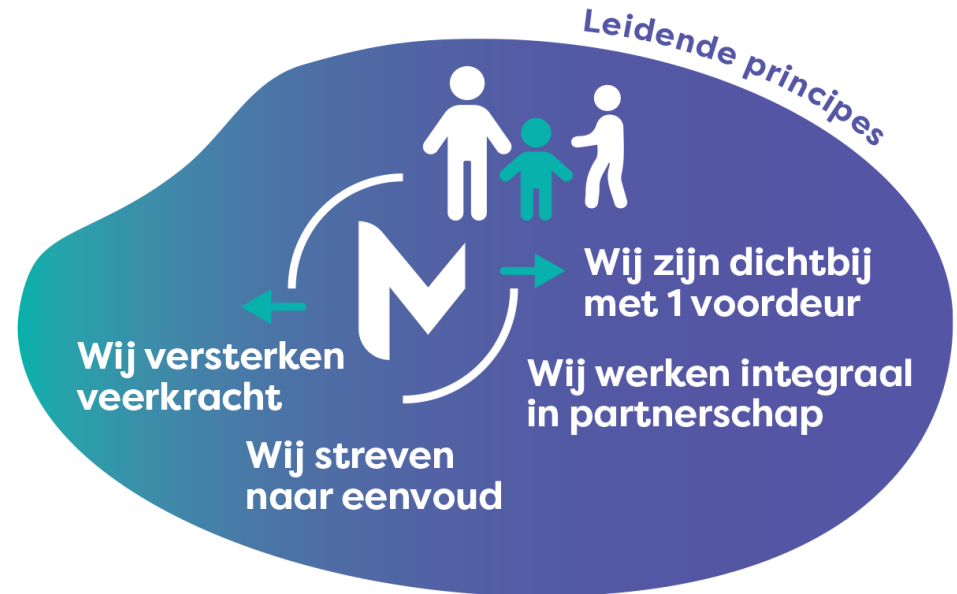 Leidende principes
Wij zijn dichtbij
met 1 voordeur
Wij versterken
veerkracht
Wij werken integraal
in partnerschap
Wij streven
naar eenvoud